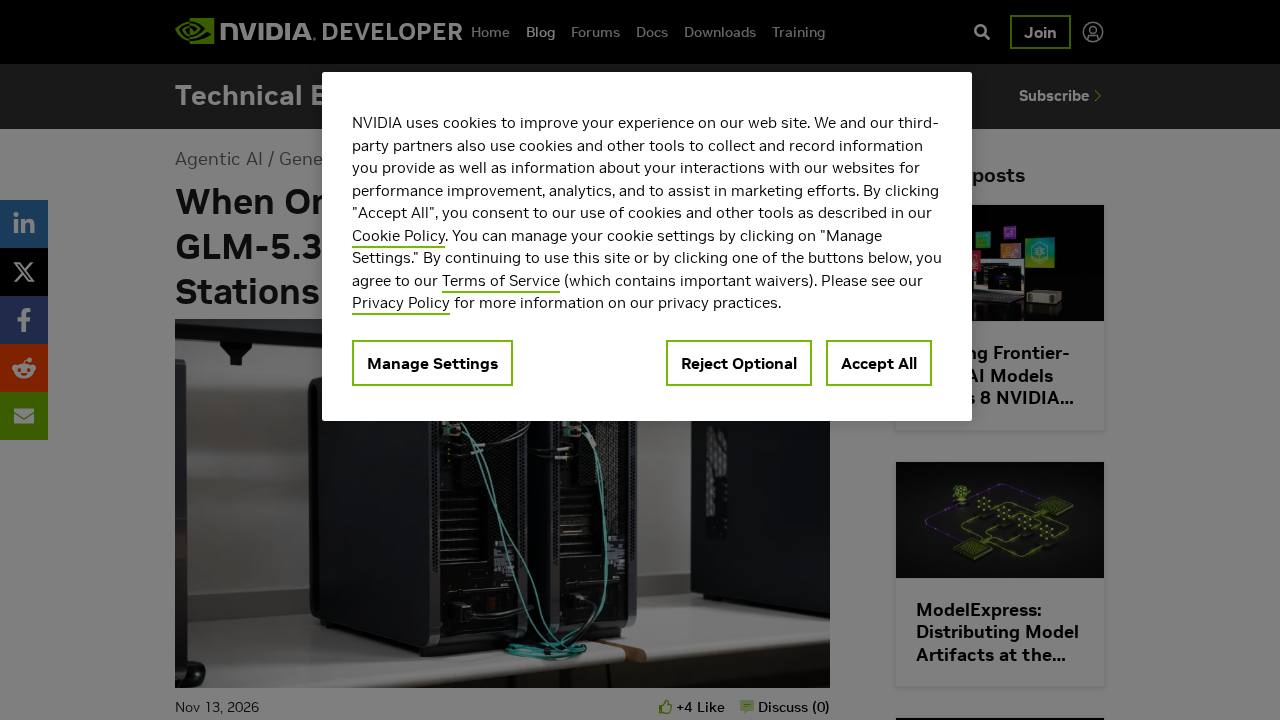 NVIDIA. DEVELOPER Home Blog Forums Docs Downloads Training Join
Technical
Subscribe
Agentic AI /
When
GLM-5.3
Stations
NVIDIA uses cookies to improve your experience on our web site. We and our third-
party partners also use cookies and other tools to collect and record information
you provide as well as information about your interactions with our websites for
performance improvement, analytics, and to assist in marketing efforts. By clicking
"Accept All", you consent to our use of cookies and other tools as described in our
Cookie Policy. You can manage your cookie settings by clicking on "Manage
Settings." By continuing to use this site or by clicking one of the buttons below, you
agree to our Terms of Service (which contains important waivers). Please see our
Privacy Policy for more information on our privacy practices.
Manage Settings Reject Optional Accept All
in
X
f
Nov 13, 2026 +4 Like Discuss (0)
posts
Frontier-
AI Models
8 NVIDIA...
ModelExpress:
Distributing Model
Artifacts at the...